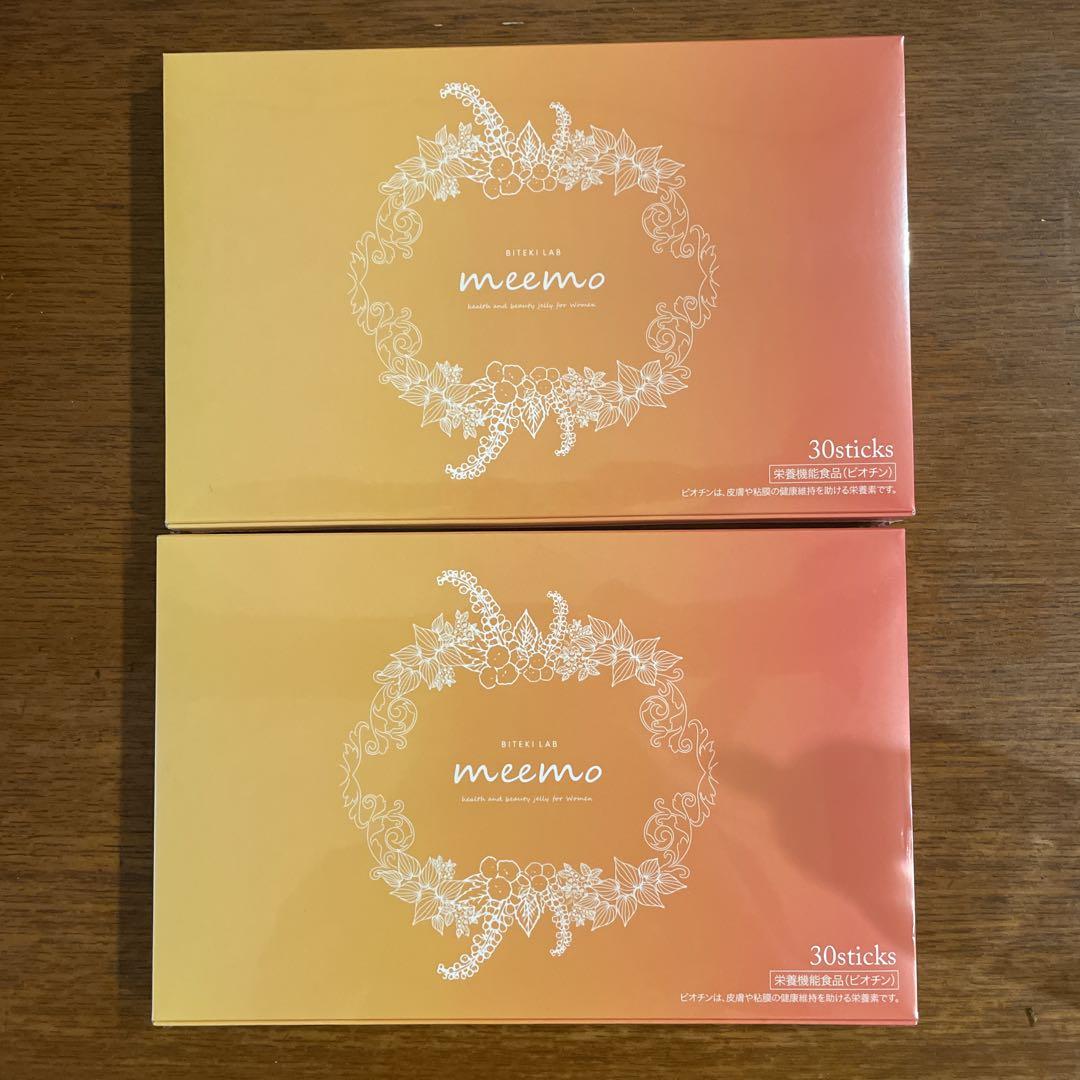 BITEKI LAB
meemo
health and beauty jelly for Women
30sticks
栄養機能食品(ビオチン)
ビオチンは、皮膚や粘膜の健康維持を助ける栄養素です。
BITEKI LAB
meemo
health and beauty jelly for Women
30sticks
栄養機能食品(ビオチン)
ビオチンは、皮膚や粘膜の健康維持を助ける栄養素です。